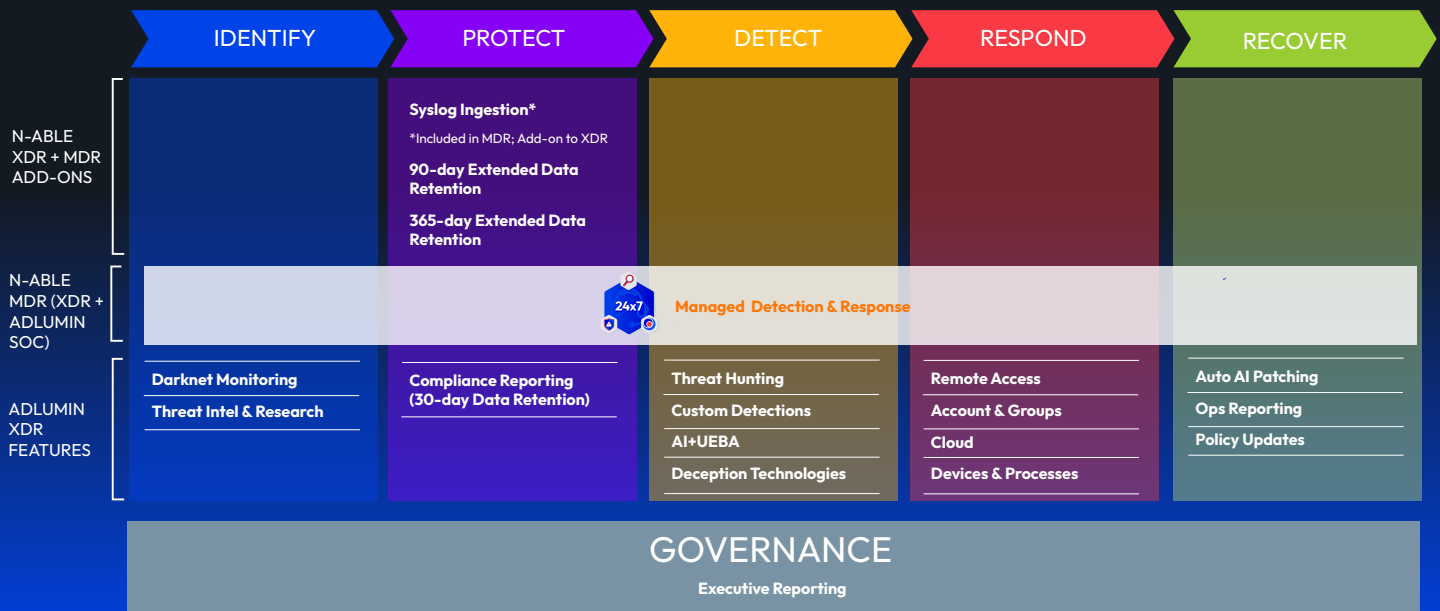 IDENTIFY
PROTECT
DETECT
RESPOND
RECOVER
N-ABLE
XDR + MDR
ADD-ONS
Syslog Ingestion*
*Included in MDR; Add-on to XDR
90-day Extended Data
Retention
365-day Extended Data
Retention
N-ABLE
MDR (XDR +
ADLUMIN
SOC)
24x7
Managed Detection & Response
ADLUMIN
XDR
FEATURES
Darknet Monitoring
Threat Intel & Research
Compliance Reporting
(30-day Data Retention)
Threat Hunting
Custom Detections
AI+UEBA
Deception Technologies
Remote Access
Account & Groups
Cloud
Devices & Processes
Auto AI Patching
Ops Reporting
Policy Updates
GOVERNANCE
Executive Reporting